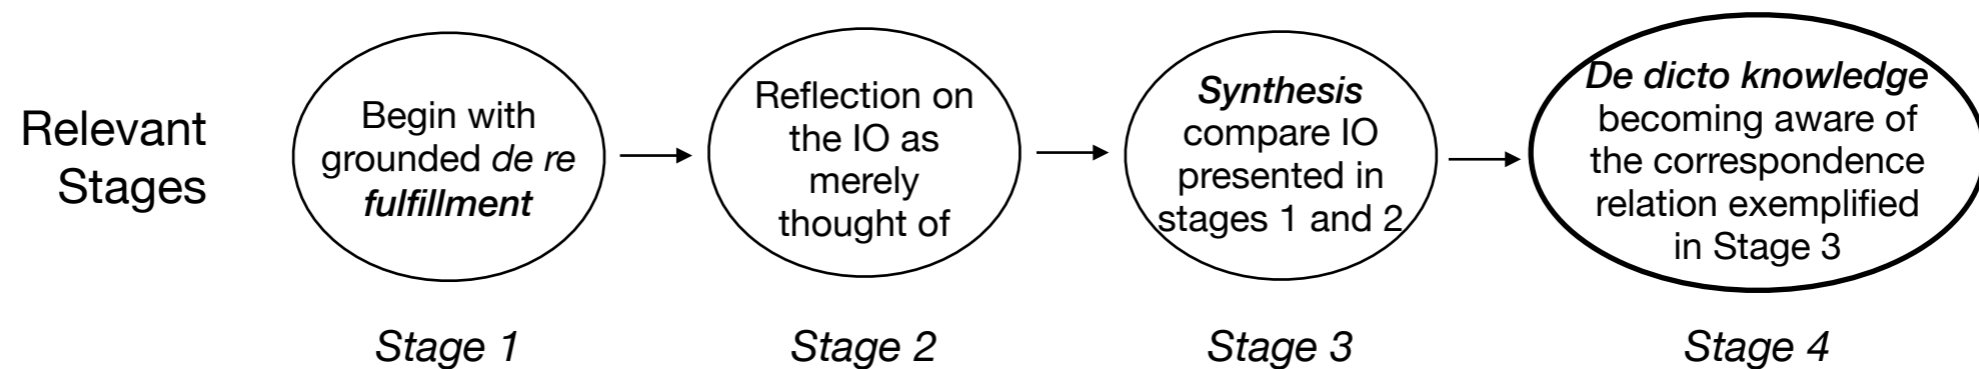 Relevant
Stages
Begin with
grounded de re
fulfillment
Reflection on
the IO as
merely
thought of
Synthesis
compare IO
presented in
stages 1 and 2
De dicto knowledge
becoming aware of
the correspondence
relation exemplified
in Stage 3
Stage 1
Stage 2
Stage 3
Stage 4